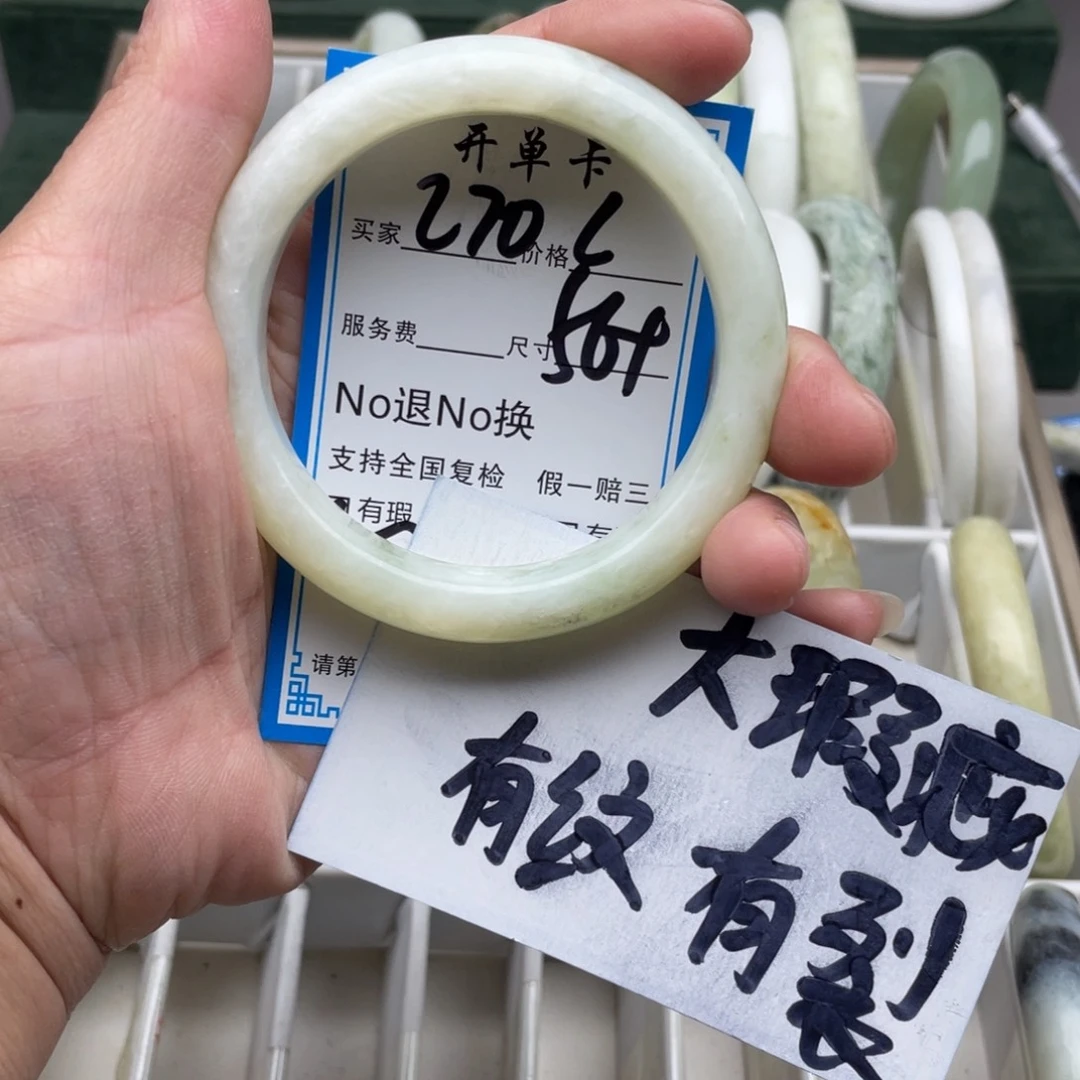 开单卡
买家 270 价格
服务费 尺寸
No退No换
支持全国复检 假一赔三
有瑕
请第
大瑕疵
有纹 有裂